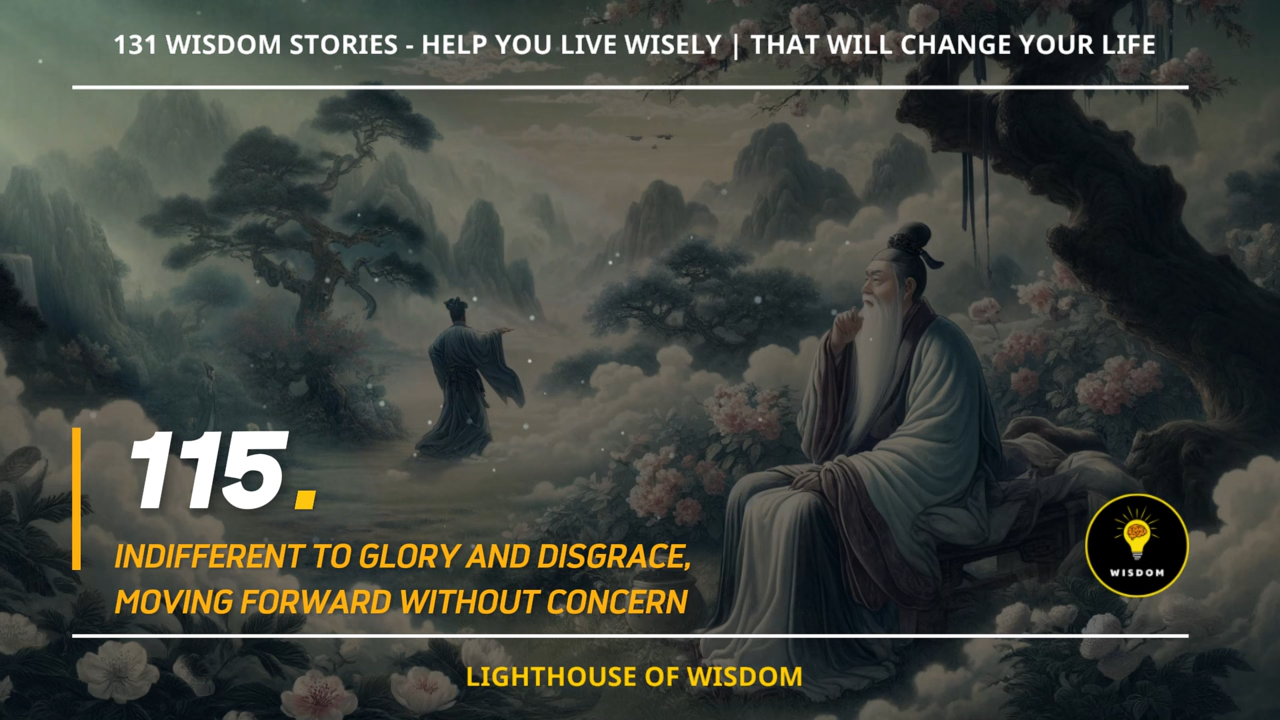 131 WISDOM STORIES - HELP YOU LIVE WISELY | THAT WILL CHANGE YOUR LIFE
115.
INDIFFERENT TO GLORY AND DISGRACE,
MOVING FORWARD WITHOUT CONCERN
WISDOM
LIGHTHOUSE OF WISDOM